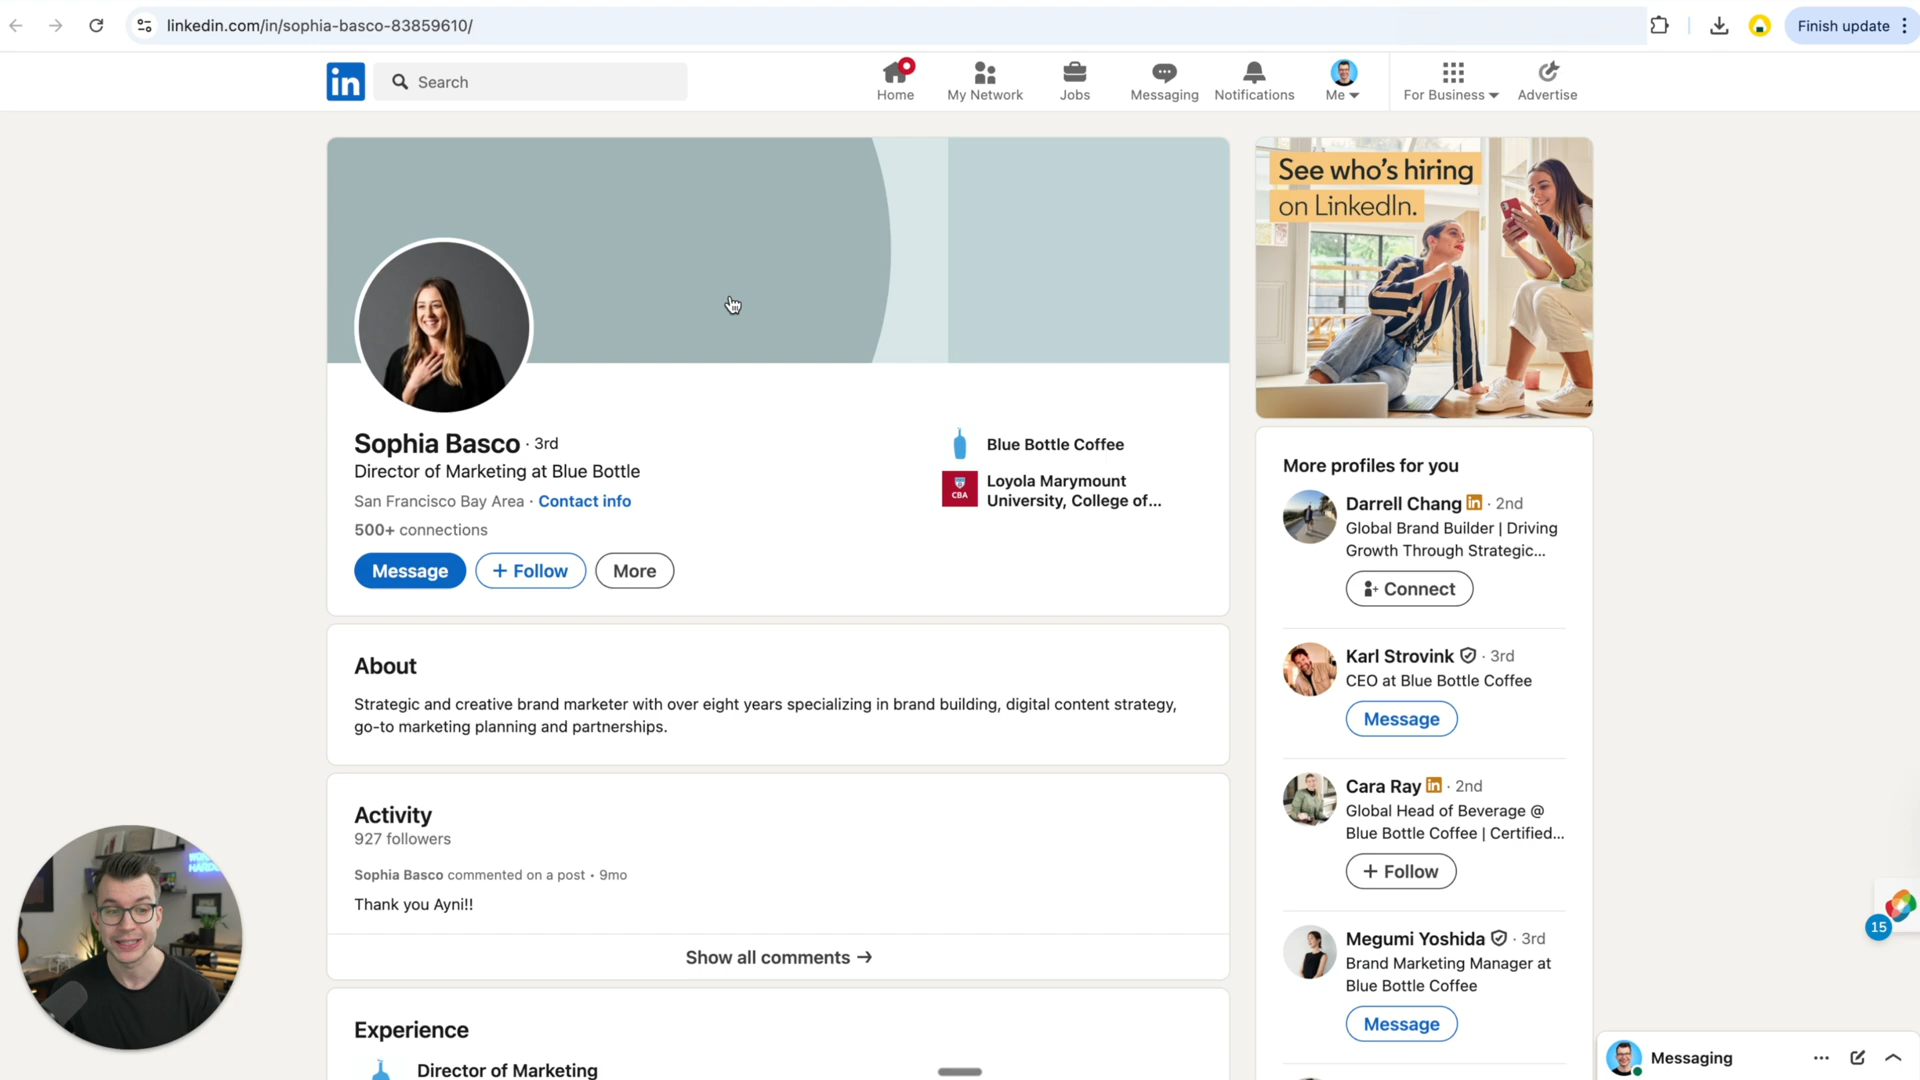 linkedin.com/in/sophia-basco-83859610/
Finish update
in
Search
Home
My Network
Jobs
Messaging
Notifications
Me
For Business
Advertise
Sophia Basco · 3rd
Director of Marketing at Blue Bottle
San Francisco Bay Area · Contact info
500+ connections
Message
+ Follow
More
Blue Bottle Coffee
CBA
Loyola Marymount
University, College of...
About
Strategic and creative brand marketer with over eight years specializing in brand building, digital content strategy,
go-to marketing planning and partnerships.
Activity
927 followers
Sophia Basco commented on a post • 9mo
Thank you Ayni!!
Show all comments →
Experience
Director of Marketing
See who's hiring
on LinkedIn.
More profiles for you
Darrell Chang in · 2nd
Global Brand Builder | Driving
Growth Through Strategic...
Connect
Karl Strovink · 3rd
CEO at Blue Bottle Coffee
Message
Cara Ray in · 2nd
Global Head of Beverage @
Blue Bottle Coffee | Certified...
+ Follow
Megumi Yoshida · 3rd
Brand Marketing Manager at
Blue Bottle Coffee
Message
15
Messaging